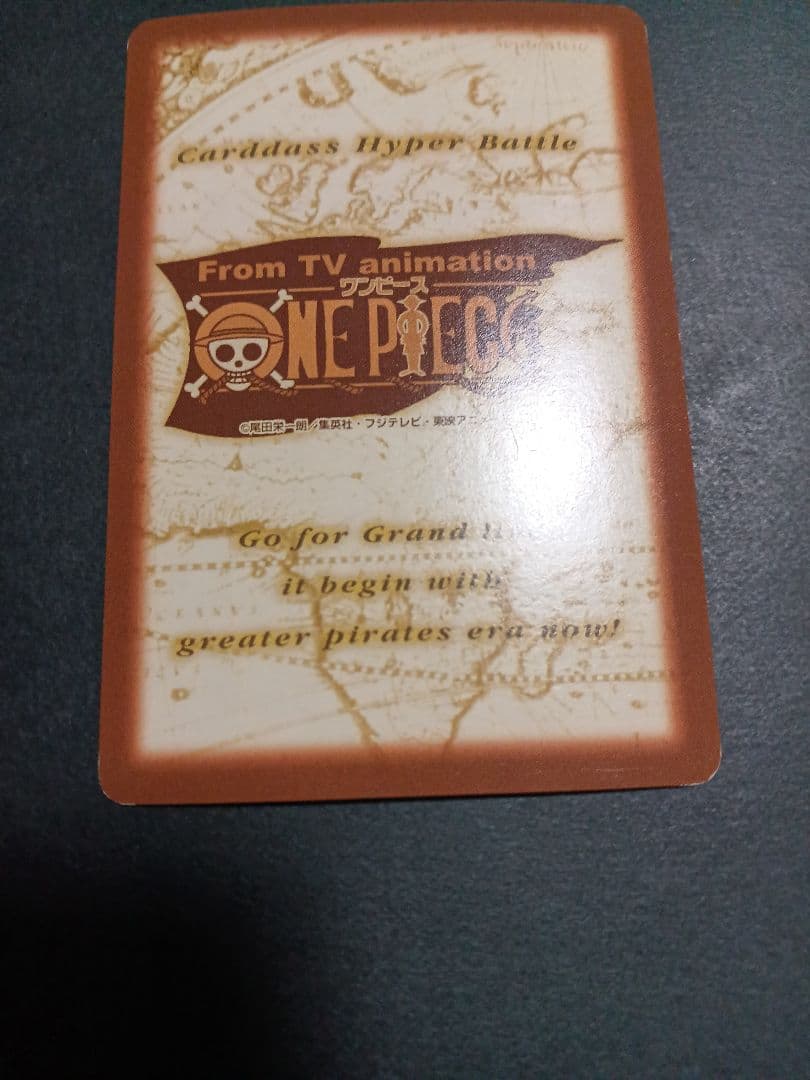 Carddass Hyper Battle
From TV animation
ワンピース
ONE PIECE
©尾田栄一朗／集英社・フジテレビ・東映アニメ
Go for Grand
it begin with
greater pirates era now!